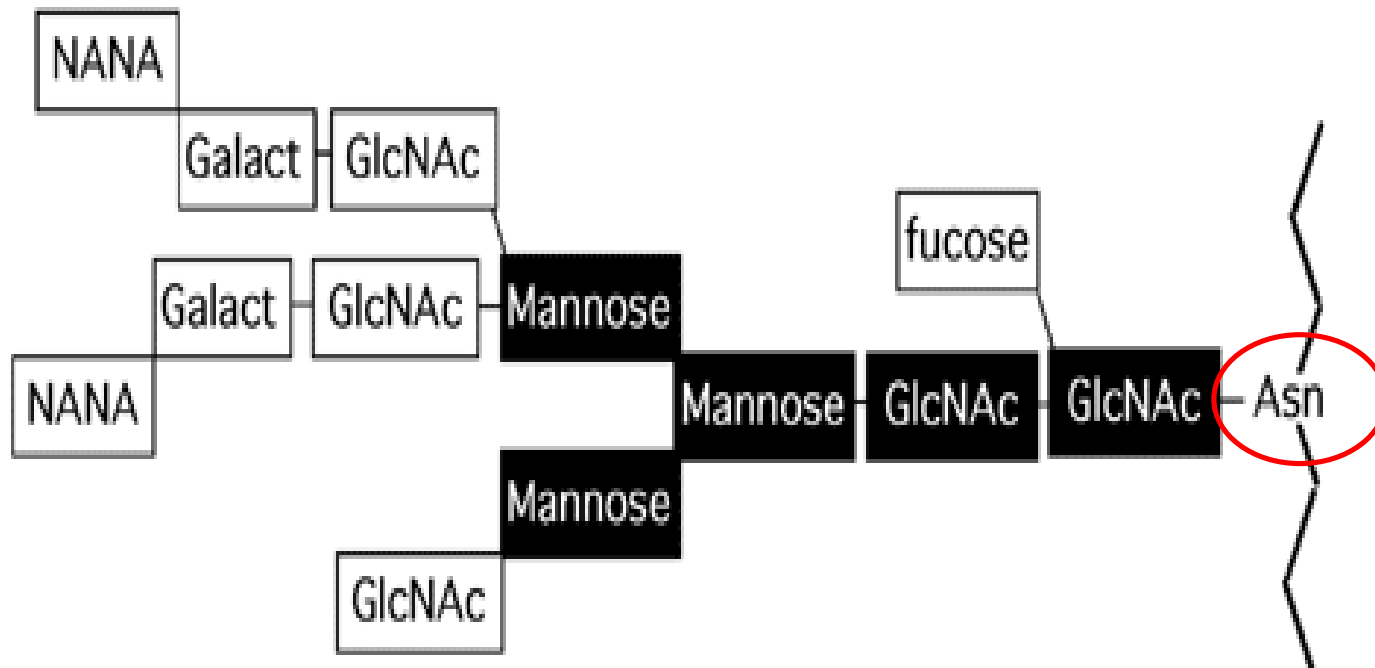 NANA
Galact GlcNAc
fucose
Galact GlcNAc Mannose
NANA Mannose GlcNAc GlcNAc Asn
Mannose
GlcNAc